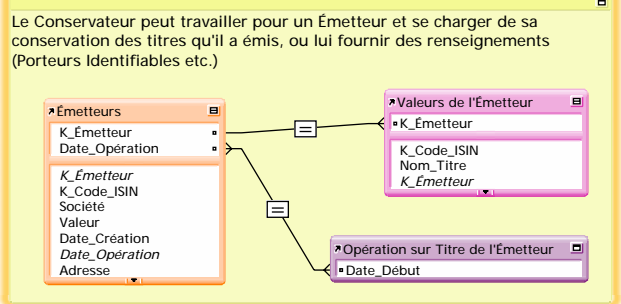 Le Conservateur peut travailler pour un Émetteur et se charger de sa
conservation des titres qu'il a émis, ou lui fournir des renseignements
(Porteurs Identifiables etc.)
Émetteurs
K_Émetteur
Date_Opération
K_Émetteur
K_Code_ISIN
Société
Valeur
Date_Création
Date_Opération
Adresse
=
=
Valeurs de l'Émetteur
K_Émetteur
K_Code_ISIN
Nom_Titre
K_Émetteur
Opération sur Titre de l'Émetteur
Date_Début